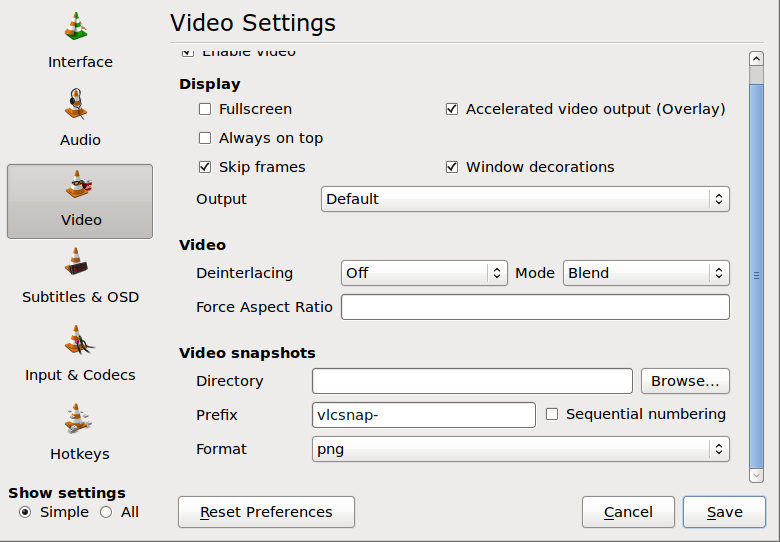 Video Settings
Interface
Audio
Video
Subtitles & OSD
Input & Codecs
Hotkeys
Show settings
Simple All
Enable Video
Display
Fullscreen Accelerated video output (Overlay)
Always on top
Skip frames Window decorations
Output Default
Video
Deinterlacing Off Mode Blend
Force Aspect Ratio
Video snapshots
Directory Browse...
Prefix vlcsnap- Sequential numbering
Format png
Reset Preferences Cancel Save